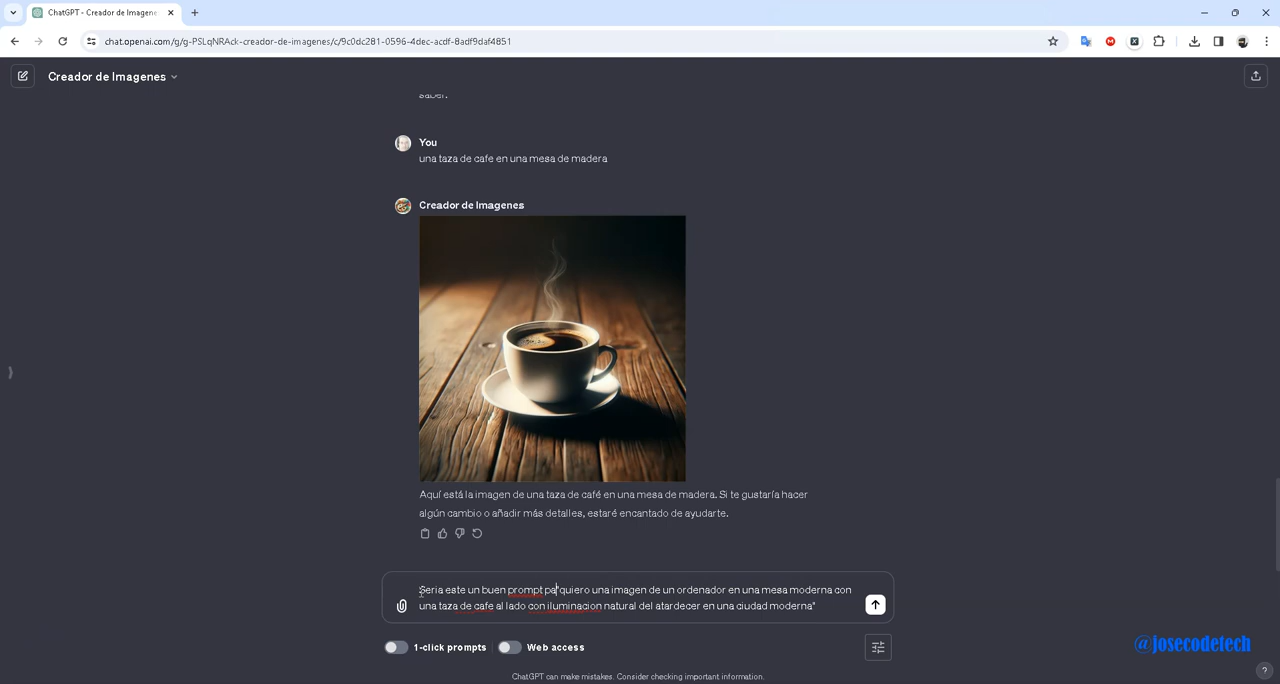 ChatGPT - Creador de Imagene
chat.openai.com/g/g-PSLqNRAck-creador-de-imagenes/c/9c0dc281-0596-4dec-acdf-8adf9daf4851
Creador de Imagenes
saber.
You
una taza de cafe en una mesa de madera
Creador de Imagenes
Aquí está la imagen de una taza de café en una mesa de madera. Si te gustaría hacer
algún cambio o añadir más detalles, estaré encantado de ayudarte.
Seria este un buen prompt pa"quiero una imagen de un ordenador en una mesa moderna con
una taza de cafe al lado con iluminacion natural del atardecer en una ciudad moderna"
1-click prompts
Web access
@josecodetech
ChatGPT can make mistakes. Consider checking important information.
?